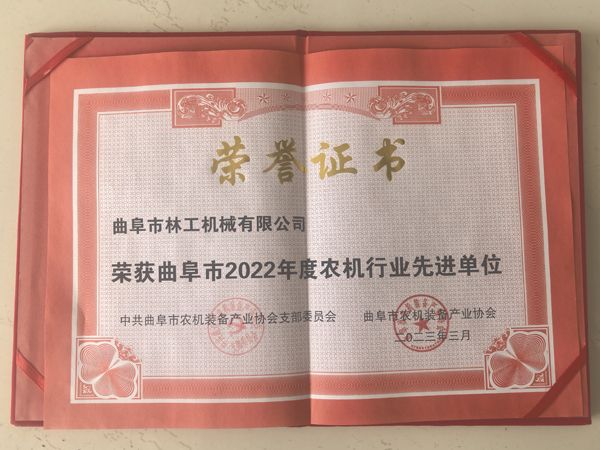 荣誉证书
曲阜市林工机械有限公司
荣获曲阜市2022年度农机行业先进单位
中共曲阜市农机装备产业协会支部委员会 曲阜市农机装备产业协会
二〇二三年三月